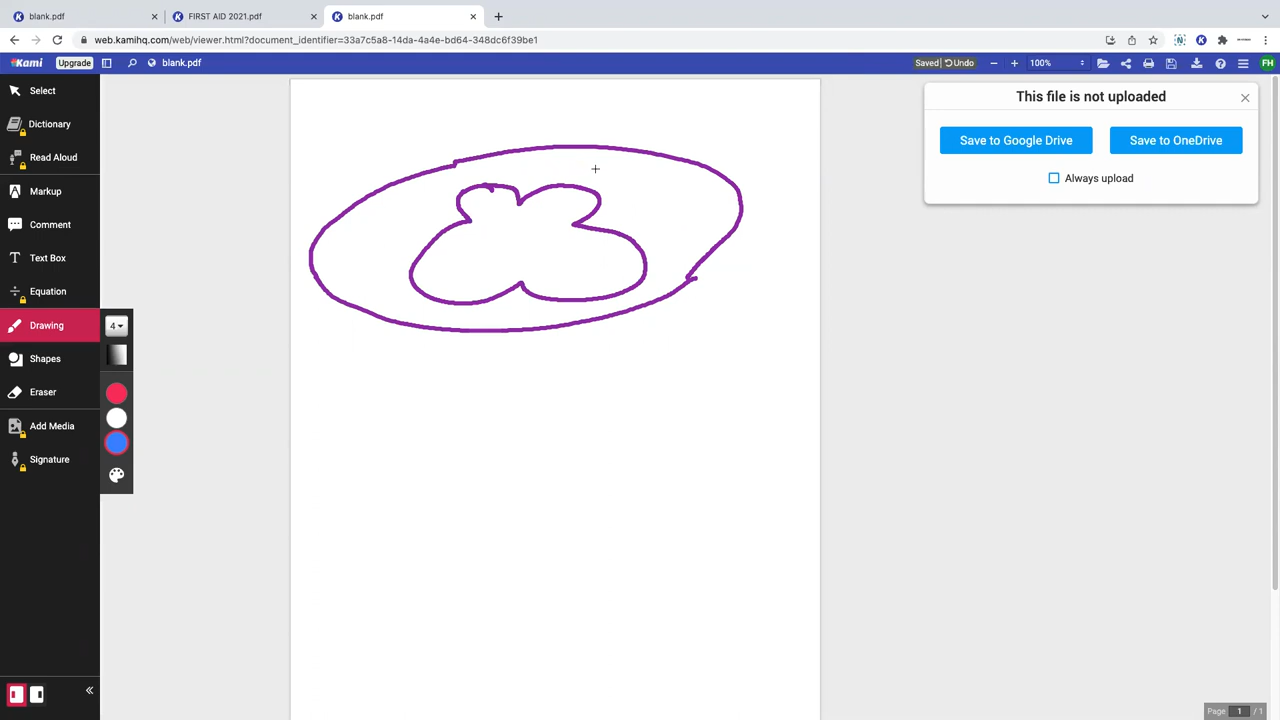 blank.pdf
FIRST AID 2021.pdf
blank.pdf
web.kamihq.com/web/viewer.html?document_identifier=33a7c5a8-14da-4a4e-bd64-348dc6f39be1
Kami Upgrade blank.pdf Saved Undo 100% FH
Select
Dictionary
Read Aloud
Markup
Comment
Text Box
Equation
Drawing
4
Shapes
Eraser
Add Media
Signature
This file is not uploaded
Save to Google Drive Save to OneDrive
Always upload
Page 1 / 1